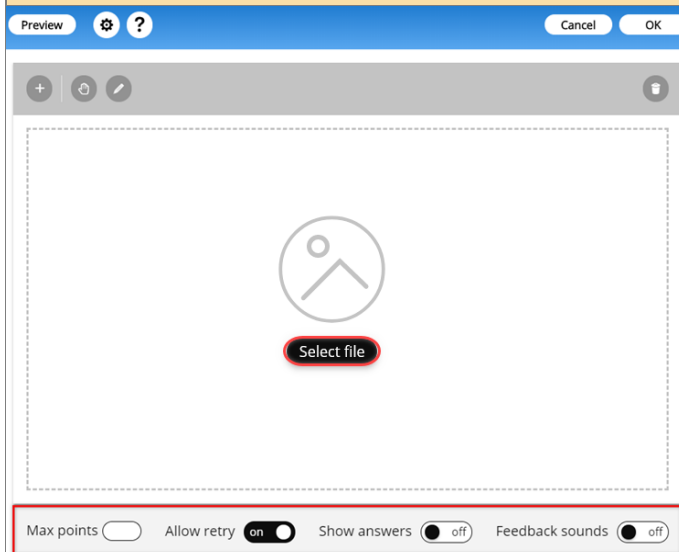 Preview ? Cancel OK
Select file
Max points Allow retry on Show answers off Feedback sounds off